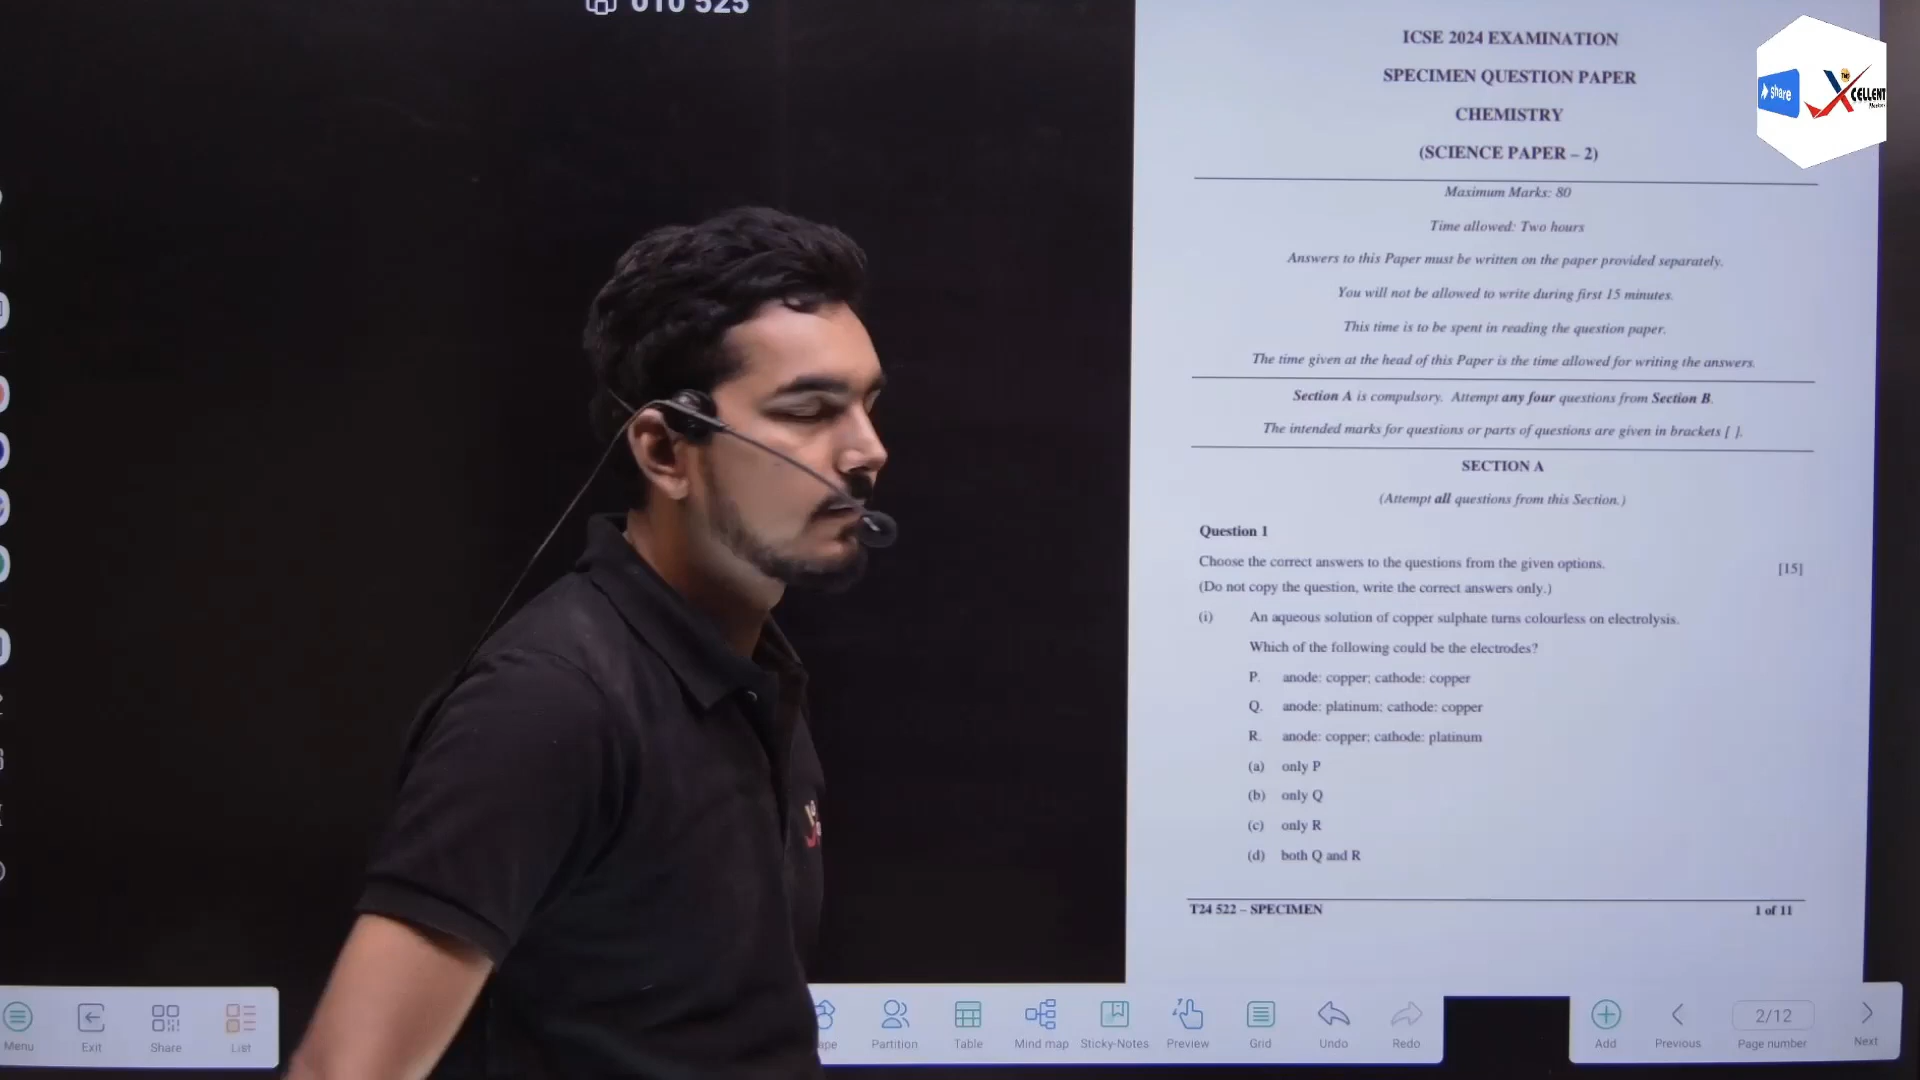 010 525
ICSE 2024 EXAMINATION
SPECIMEN QUESTION PAPER
CHEMISTRY
(SCIENCE PAPER – 2)
share
XCELLENT
Maximum Marks: 80
Time allowed: Two hours
Answers to this Paper must be written on the paper provided separately.
You will not be allowed to write during first 15 minutes.
This time is to be spent in reading the question paper.
The time given at the head of this Paper is the time allowed for writing the answers.
Section A is compulsory. Attempt any four questions from Section B.
The intended marks for questions or parts of questions are given in brackets [ ].
SECTION A
(Attempt all questions from this Section.)
Question 1
Choose the correct answers to the questions from the given options. [15]
(Do not copy the question, write the correct answers only.)
(i) An aqueous solution of copper sulphate turns colourless on electrolysis.
Which of the following could be the electrodes?
P. anode: copper; cathode: copper
Q. anode: platinum; cathode: copper
R. anode: copper; cathode: platinum
(a) only P
(b) only Q
(c) only R
(d) both Q and R
T24 522 – SPECIMEN 1 of 11
Menu Exit Share List ape Partition Table Mind map Sticky-Notes Preview Grid Undo Redo Add Previous 2/12 Page number Next